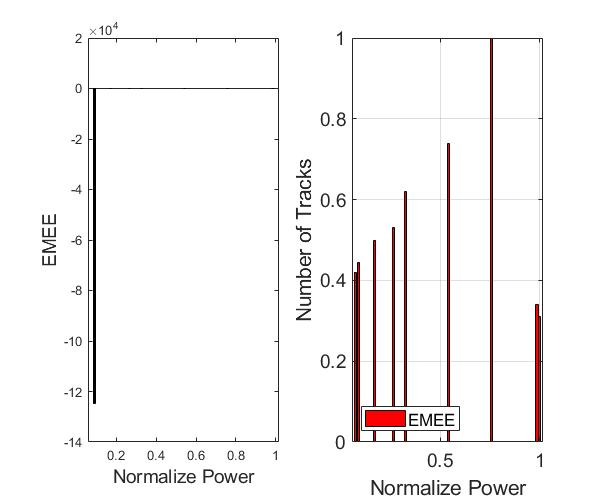 ×10⁴
2
0
-2
-4
-6
-8
-10
-12
-14
EMEE
0.2 0.4 0.6 0.8 1
Normalize Power
1
0.8
0.6
0.4
0.2
0
Number of Tracks
EMEE
0.5 1
Normalize Power